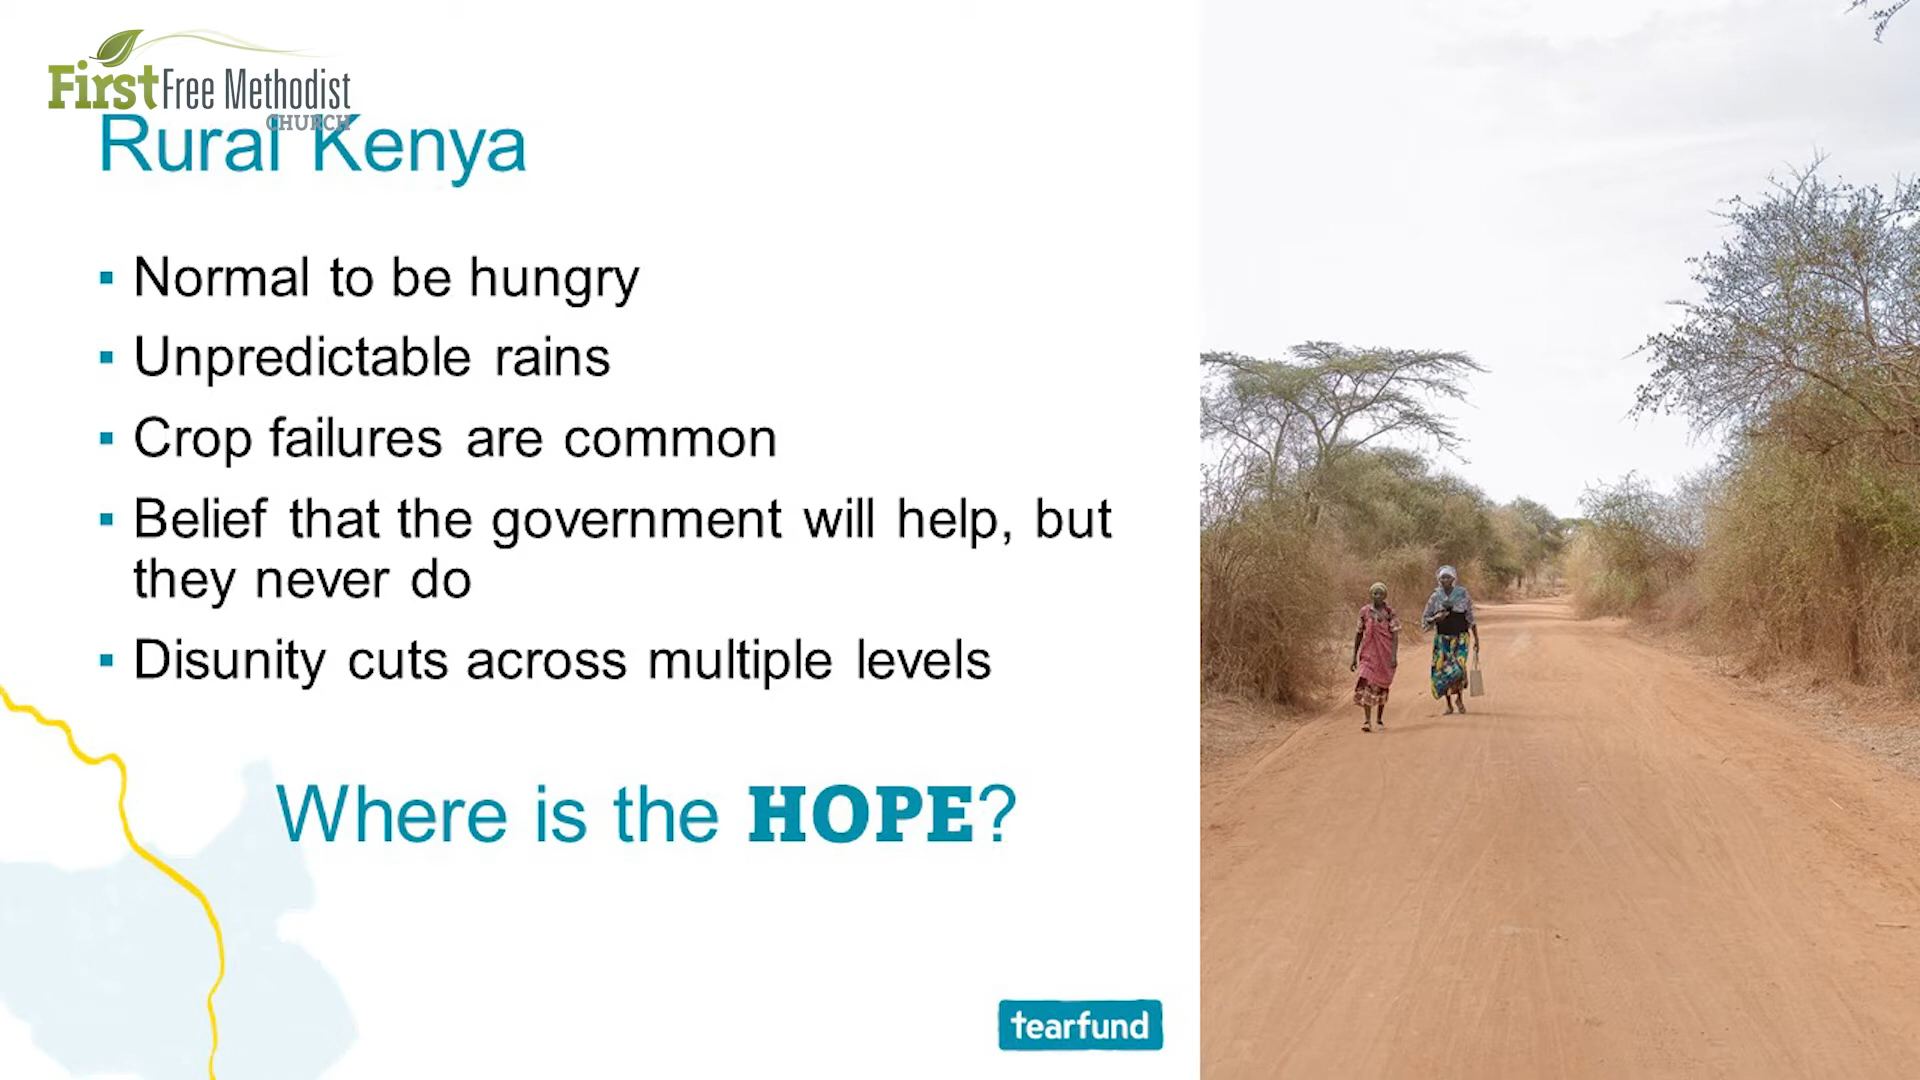 First Free Methodist
CHURCH
Rural Kenya
▪ Normal to be hungry
▪ Unpredictable rains
▪ Crop failures are common
▪ Belief that the government will help, but
they never do
▪ Disunity cuts across multiple levels
Where is the HOPE?
tearfund